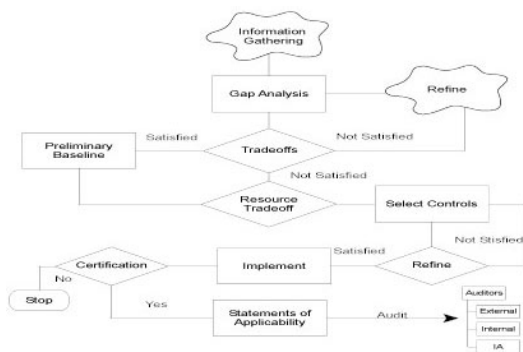 Information
Gathering
Gap Analysis
Refine
Satisfied
Not Satisfied
Preliminary
Baseline
Tradeoffs
Not Satisfied
Resource
Tradeoff
Select Controls
Satisfied
Not Stisfied
Certification
Implement
Refine
No
Stop
Yes
Statements of
Applicability
Audit
Auditors
External
Internal
IA